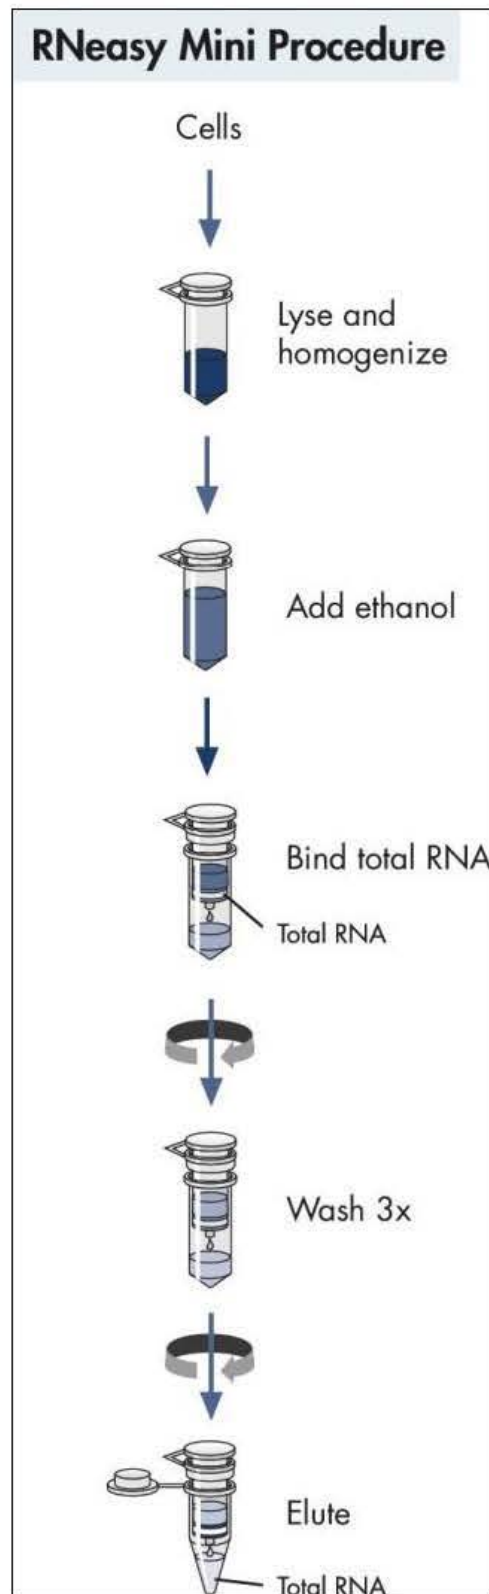 RNeasy Mini Procedure
Cells
Lyse and
homogenize
Add ethanol
Bind total RNA
Total RNA
Wash 3x
Elute
Total RNA